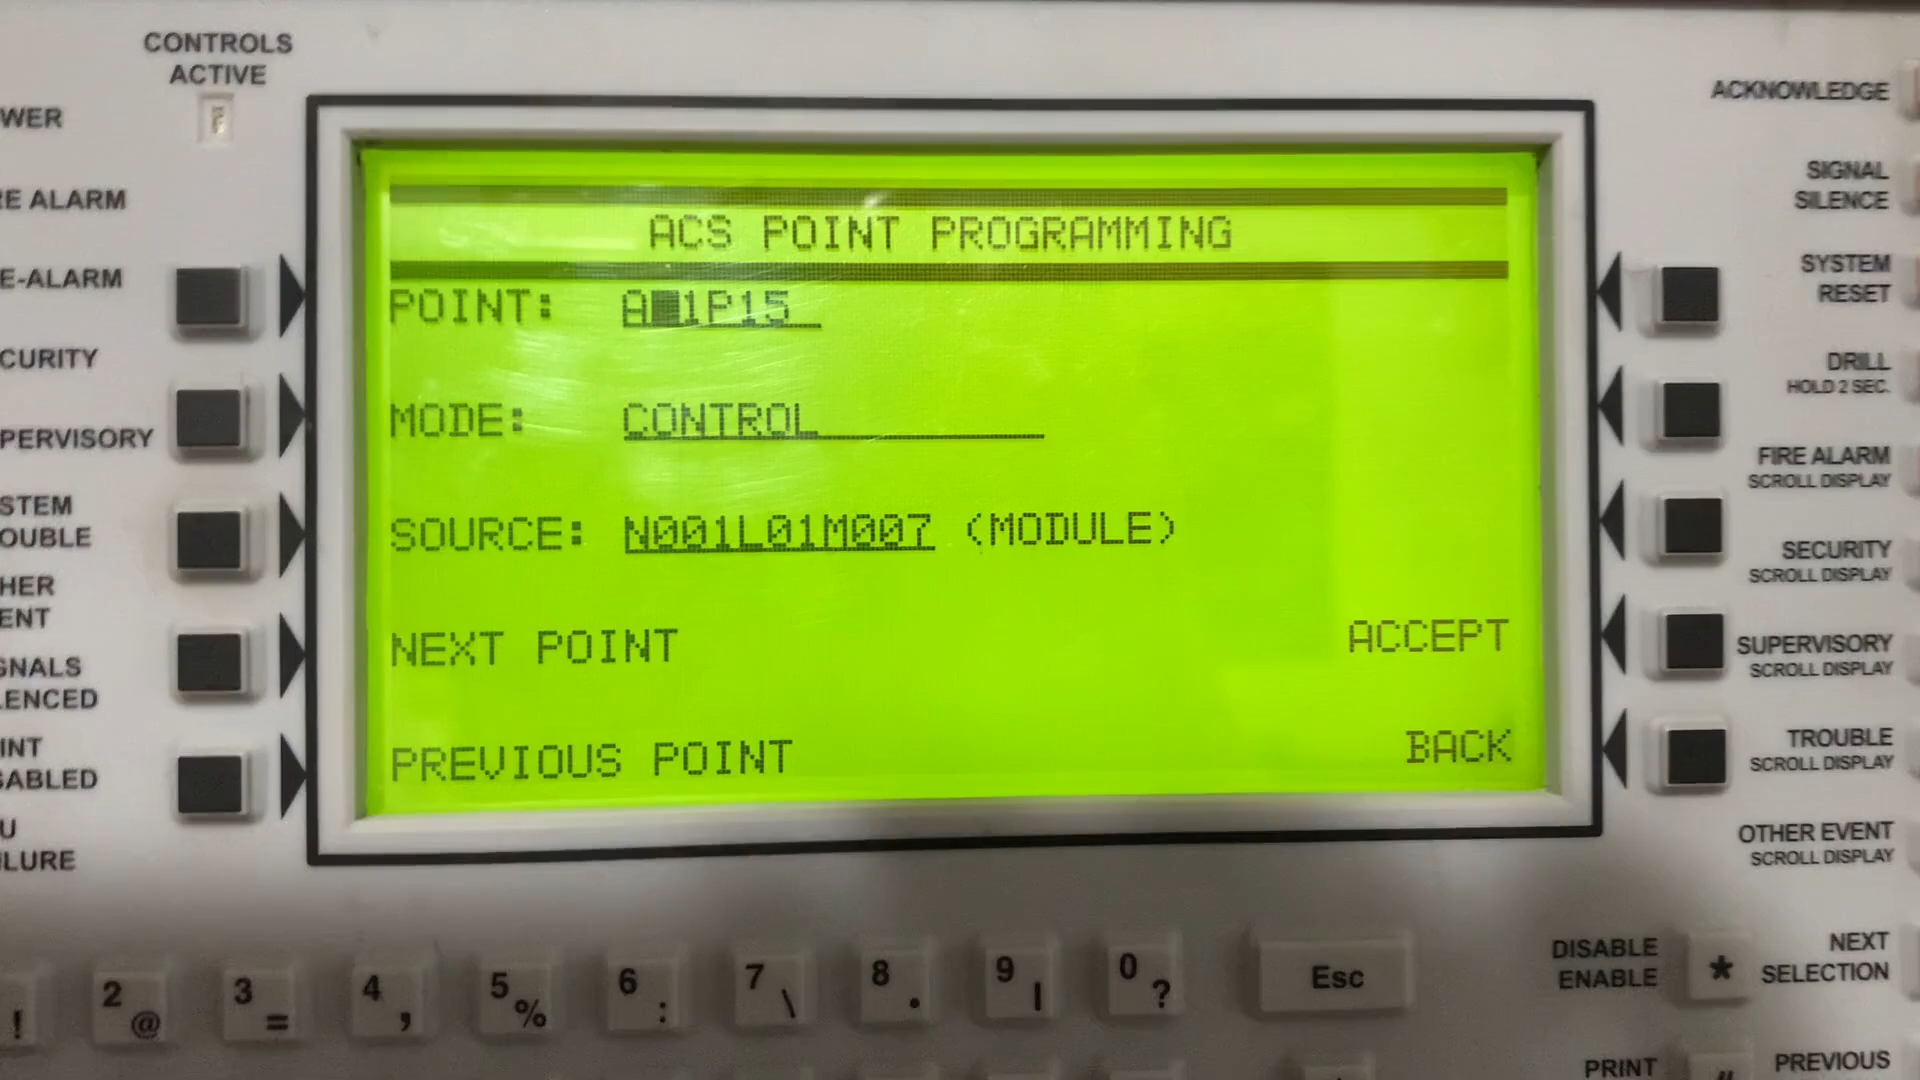 CONTROLS
ACTIVE
WER
RE ALARM
E-ALARM
CURITY
PERVISORY
STEM
OUBLE
HER
ENT
GNALS
LENCED
INT
SABLED
U
ILURE
ACS POINT PROGRAMMING
POINT: A 1P15
MODE: CONTROL
SOURCE: N001L01M007 (MODULE)
NEXT POINT
ACCEPT
PREVIOUS POINT
BACK
ACKNOWLEDGE
SIGNAL
SILENCE
SYSTEM
RESET
DRILL
HOLD 2 SEC.
FIRE ALARM
SCROLL DISPLAY
SECURITY
SCROLL DISPLAY
SUPERVISORY
SCROLL DISPLAY
TROUBLE
SCROLL DISPLAY
OTHER EVENT
SCROLL DISPLAY
! 2 @ 3 = 4 , 5 % 6 : 7 \ 8 . 9 | 0 ? Esc
DISABLE
ENABLE
*
NEXT
SELECTION
PRINT
PREVIOUS